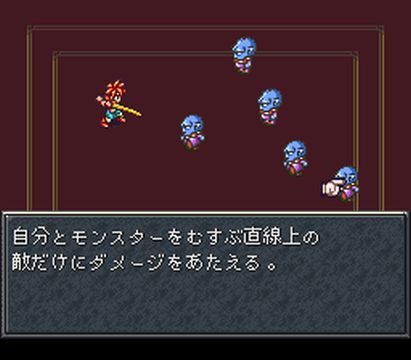 自分とモンスターをむすぶ直線上の
敵だけにダメージをあたえる。